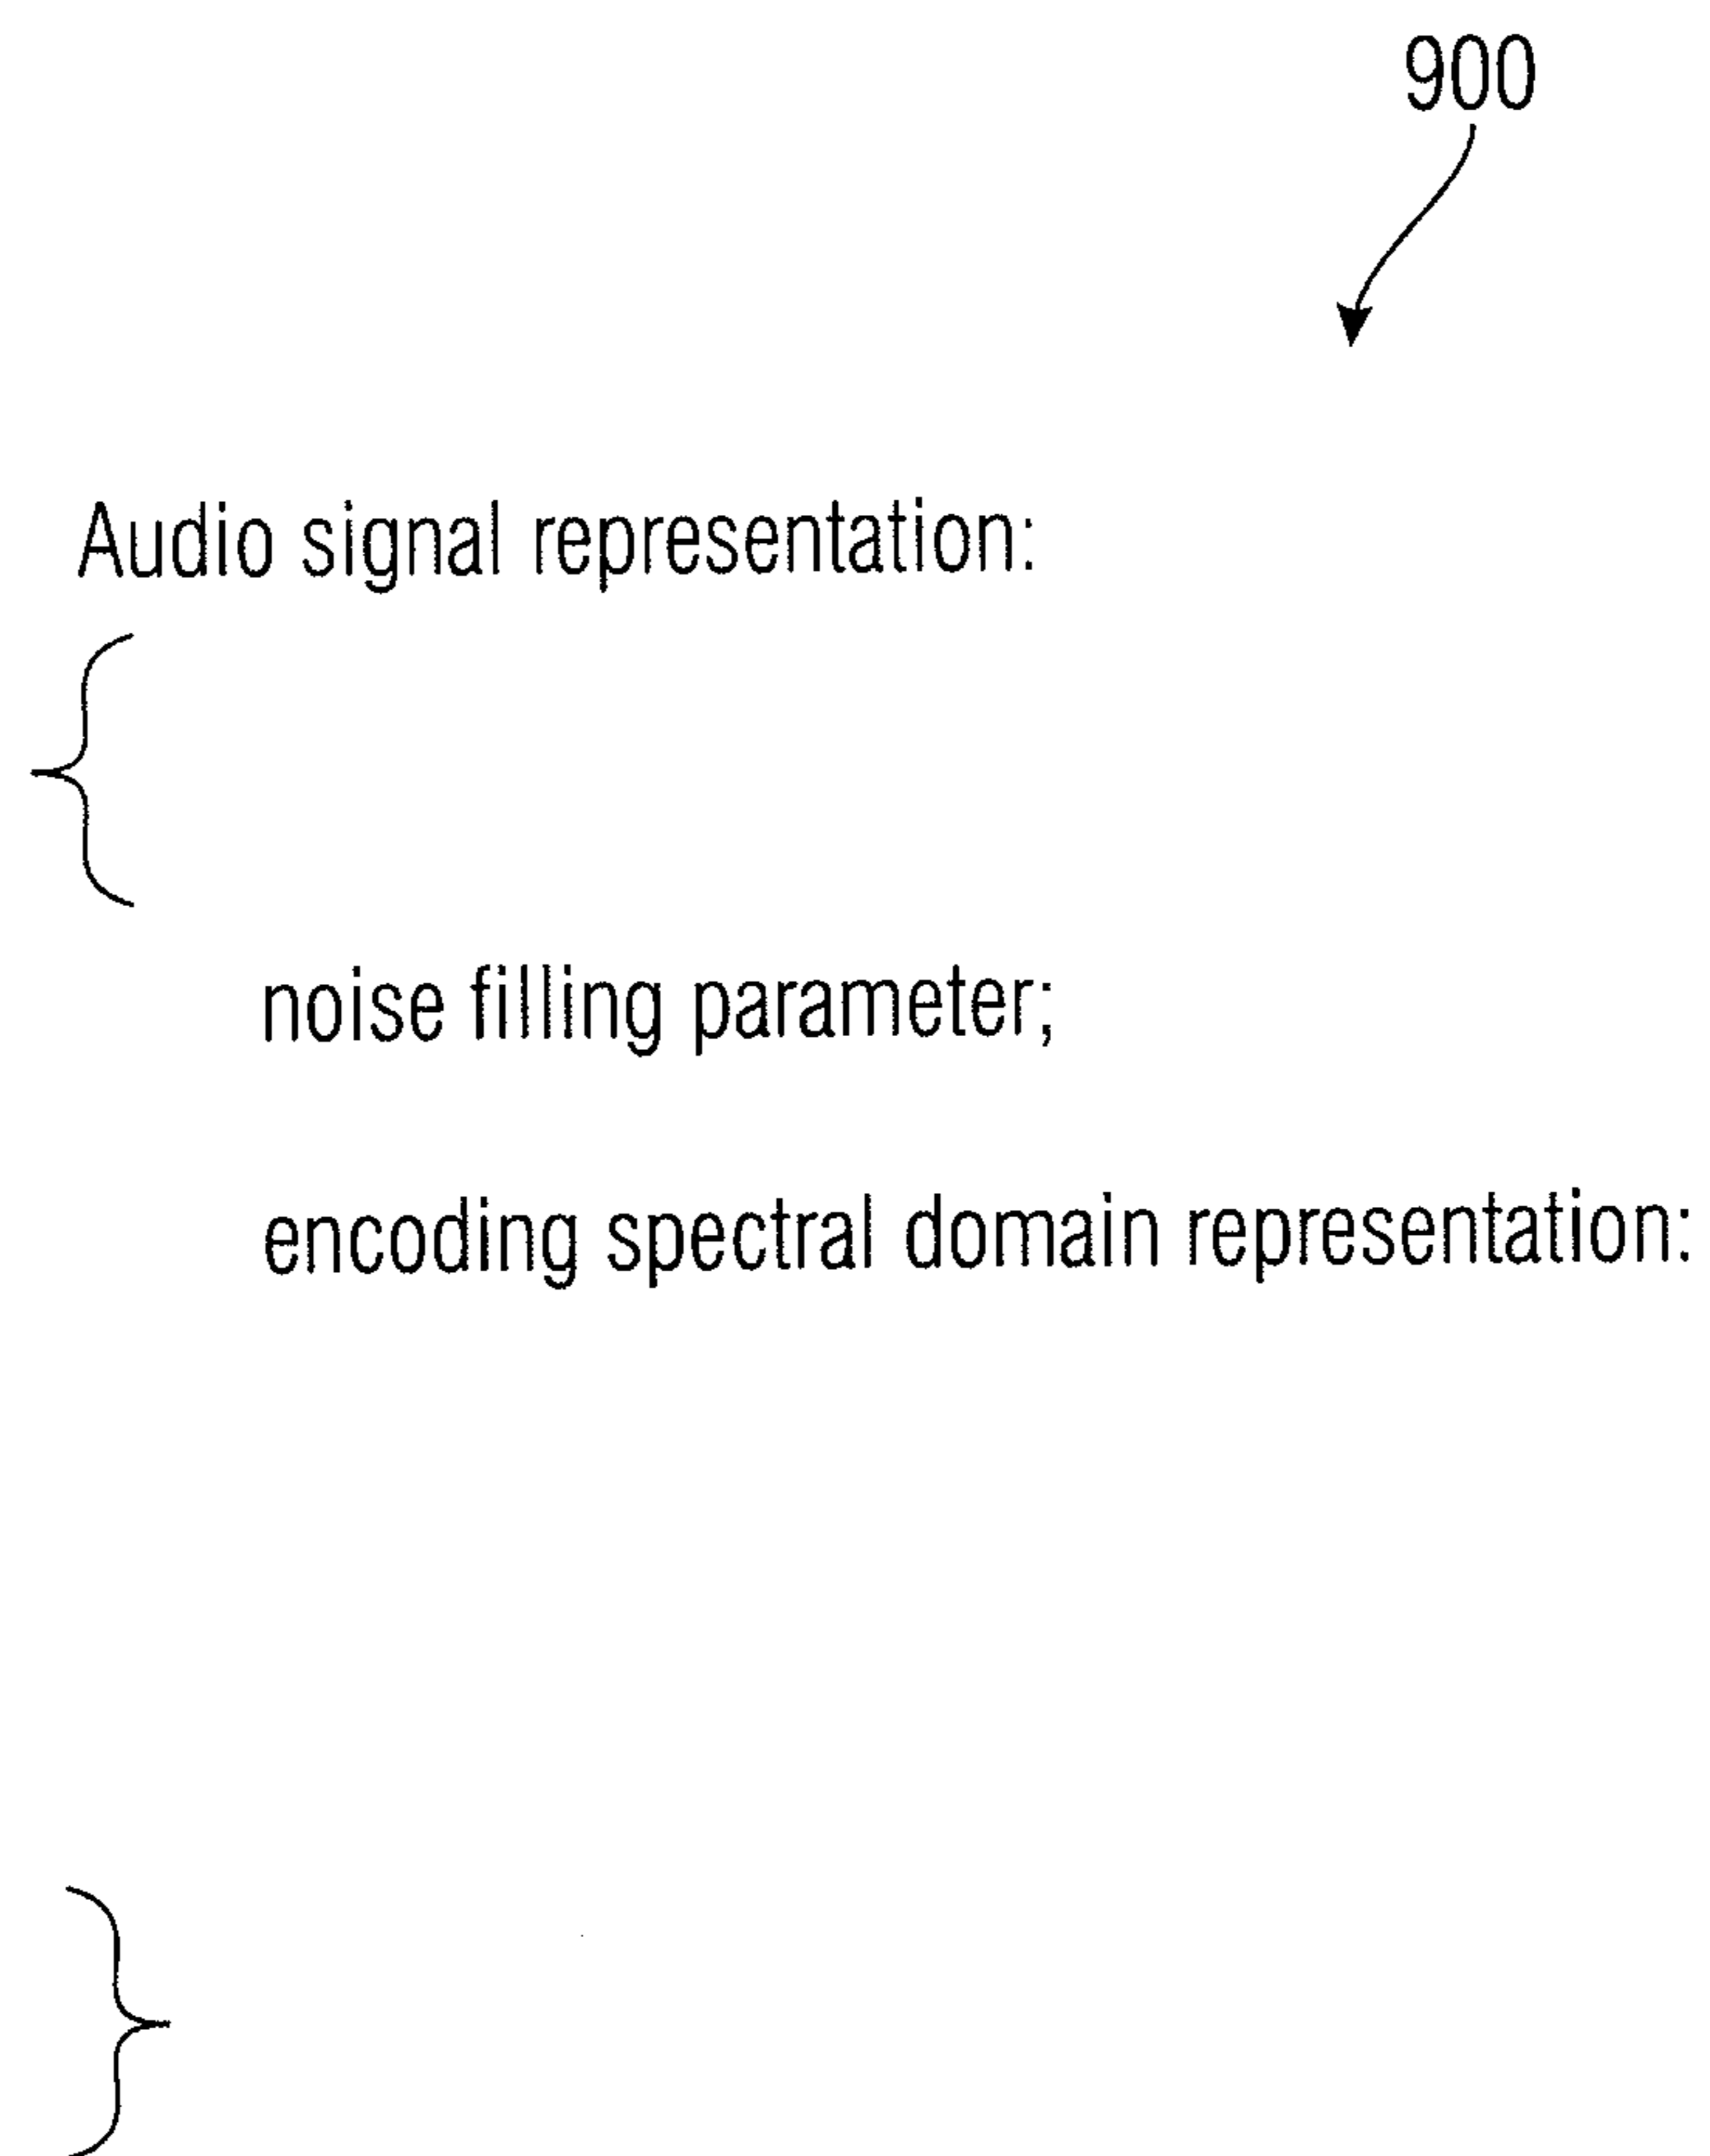 900
Audio signal representation:
{
noise filling parameter;
encoding spectral domain representation:
}